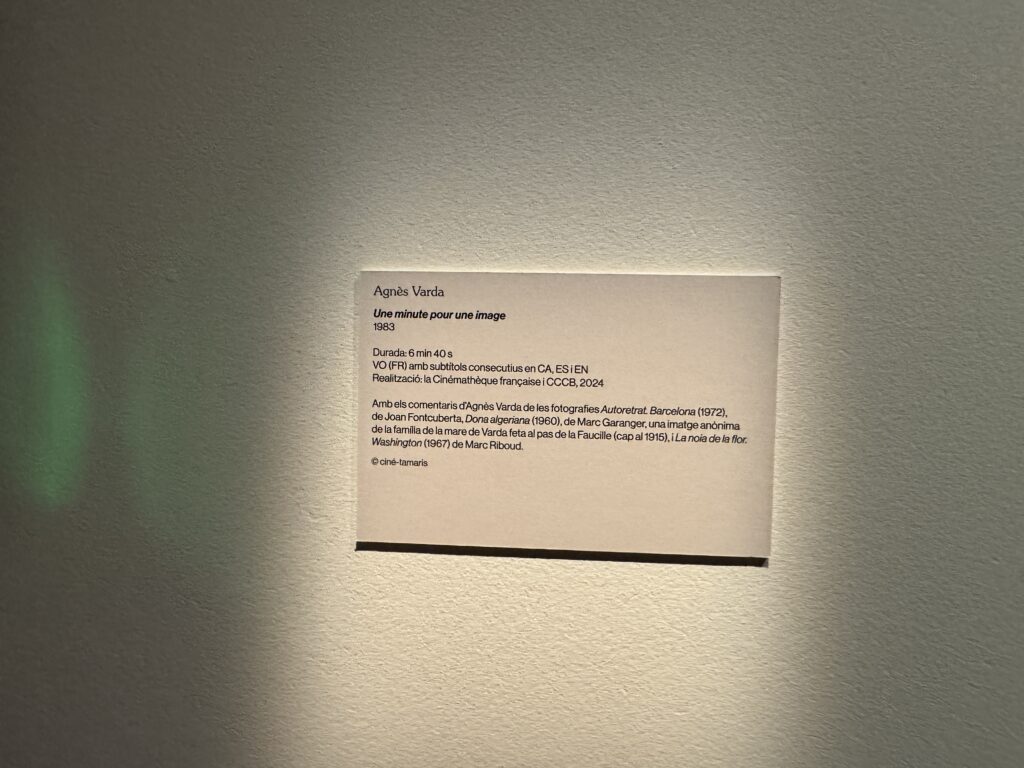 Agnès Varda
Une minute pour une image
1983
Durada: 6 min 40 s
VO (FR) amb subtítols consecutius en CA, ES i EN
Realització: la Cinémathèque française i CCCB, 2024
Amb els comentaris d'Agnès Varda de les fotografies Autoretrat. Barcelona (1972),
de Joan Fontcuberta, Dona algeriana (1960), de Marc Garanger, una imatge anònima
de la família de la mare de Varda feta al pas de la Faucille (cap al 1915), i La noia de la flor.
Washington (1967) de Marc Riboud.
© ciné-tamaris